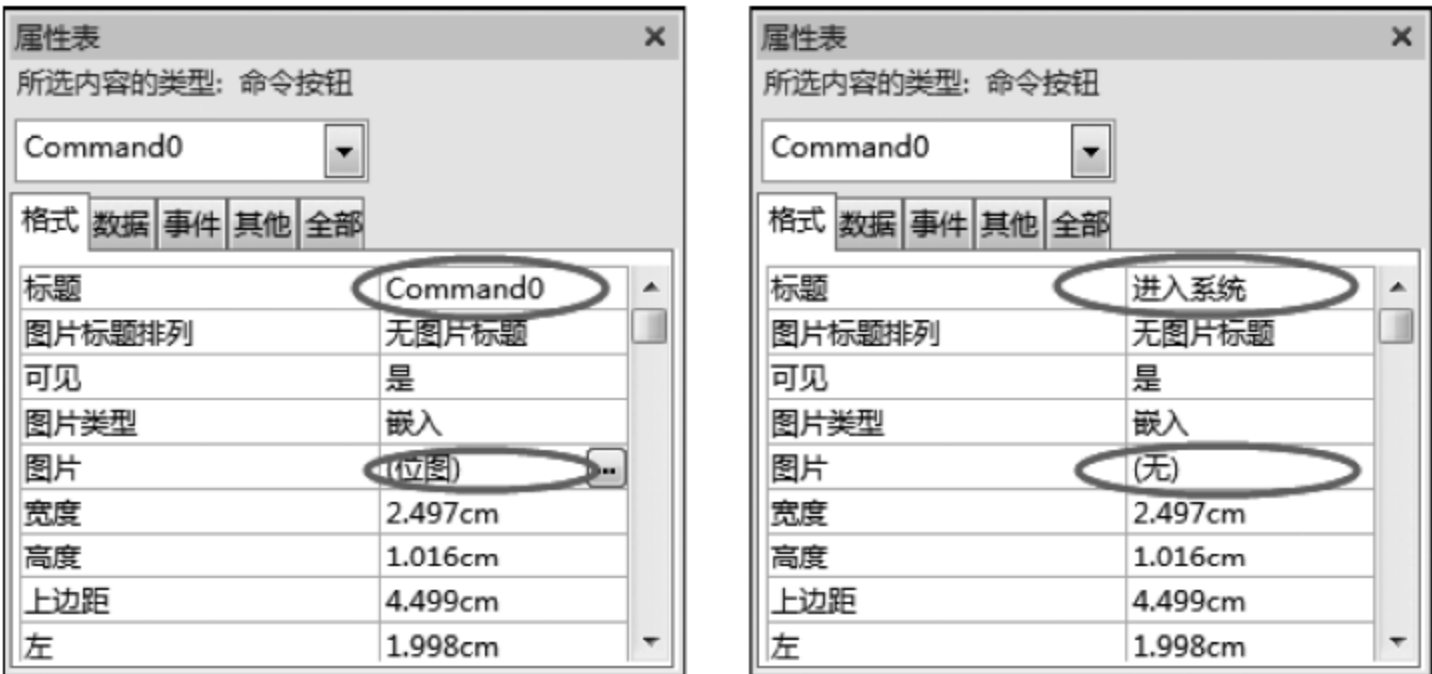 属性表
所选内容的类型: 命令按钮
Command0
格式 数据 事件 其他 全部
标题 Command0
图片标题排列 无图片标题
可见 是
图片类型 嵌入
图片 (位图)
宽度 2.497cm
高度 1.016cm
上边距 4.499cm
左 1.998cm
属性表
所选内容的类型: 命令按钮
Command0
格式 数据 事件 其他 全部
标题 进入系统
图片标题排列 无图片标题
可见 是
图片类型 嵌入
图片 (无)
宽度 2.497cm
高度 1.016cm
上边距 4.499cm
左 1.998cm